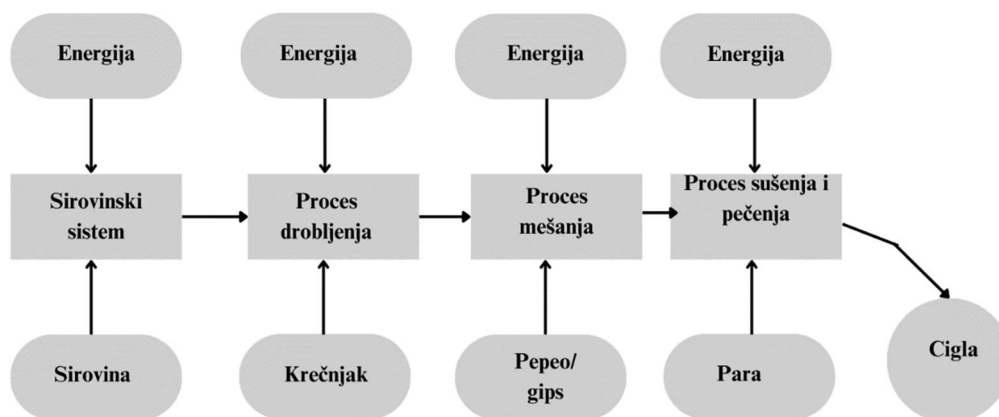 Energija
Energija
Energija
Energija
Sirovinski
sistem
Proces
drobljenja
Proces
mešanja
Proces sušenja i
pečenja
Sirovina
Krečnjak
Pepeo/
gips
Para
Cigla